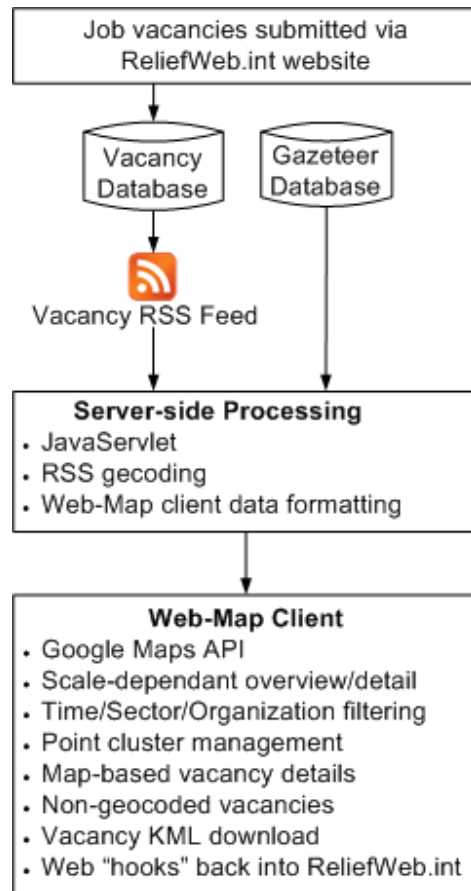 Job vacancies submitted via
ReliefWeb.int website
Vacancy
Database
Gazeteer
Database
Vacancy RSS Feed
Server-side Processing
• JavaServlet
• RSS gecoding
• Web-Map client data formatting
Web-Map Client
• Google Maps API
• Scale-dependant overview/detail
• Time/Sector/Organization filtering
• Point cluster management
• Map-based vacancy details
• Non-geocoded vacancies
• Vacancy KML download
• Web “hooks” back into ReliefWeb.int